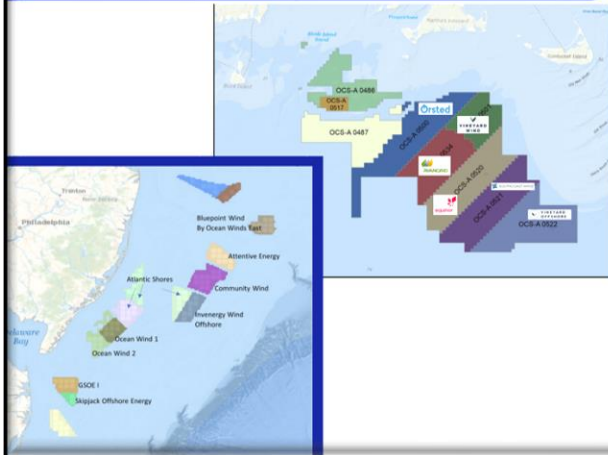 OCS-A 0486
OCS-A
0517
OCS-A 0487
OCS-A 0500
Ørsted
VINEYARD
WIND
OCS-A 0520
OCS-A 0521
VINEYARD
OFFSHORE
OCS-A 0522
Trenton
Philadelphia
Delaware
Bay
Bluepoint Wind
By Ocean Winds East
Attentive Energy
Atlantic Shores
Community Wind
Invenergy Wind
Offshore
Ocean Wind 1
Ocean Wind 2
GSOE I
Skipjack Offshore Energy